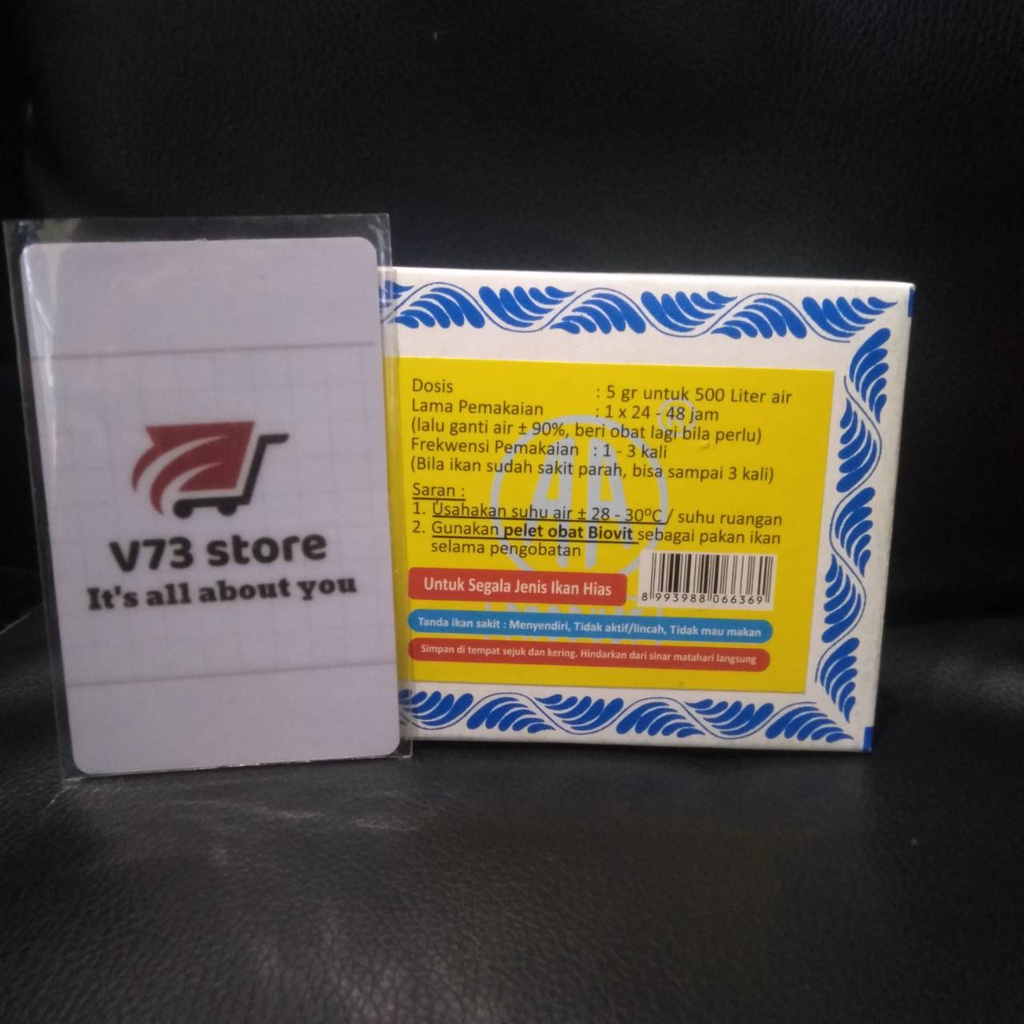 V73 store
It's all about you
Dosis : 5 gr untuk 500 Liter air
Lama Pemakaian : 1 x 24 - 48 jam
(lalu ganti air ± 90%, beri obat lagi bila perlu)
Frekwensi Pemakaian : 1 - 3 kali
(Bila ikan sudah sakit parah, bisa sampai 3 kali)
Saran :
1. Usahakan suhu air ± 28 - 30ºC / suhu ruangan
2. Gunakan pelet obat Biovit sebagai pakan ikan
selama pengobatan
Untuk Segala Jenis Ikan Hias
8 993988 066369
Tanda ikan sakit : Menyendiri, Tidak aktif/lincah, Tidak mau makan
Simpan di tempat sejuk dan kering. Hindarkan dari sinar matahari langsung
4A
®